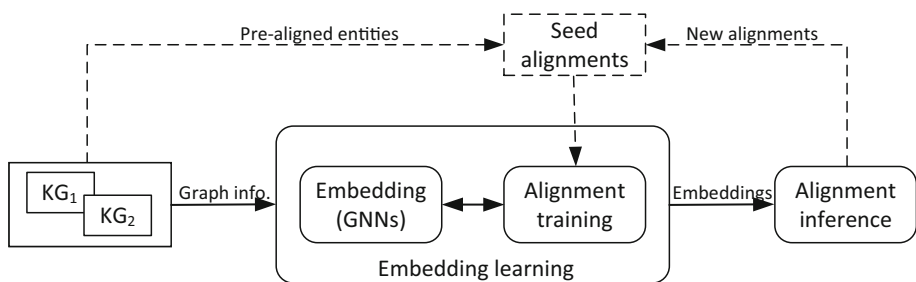 Pre-aligned entities
Seed
alignments
New alignments
KG₁
KG₂
Graph info.
Embedding
(GNNs)
Alignment
training
Embedding learning
Embeddings
Alignment
inference